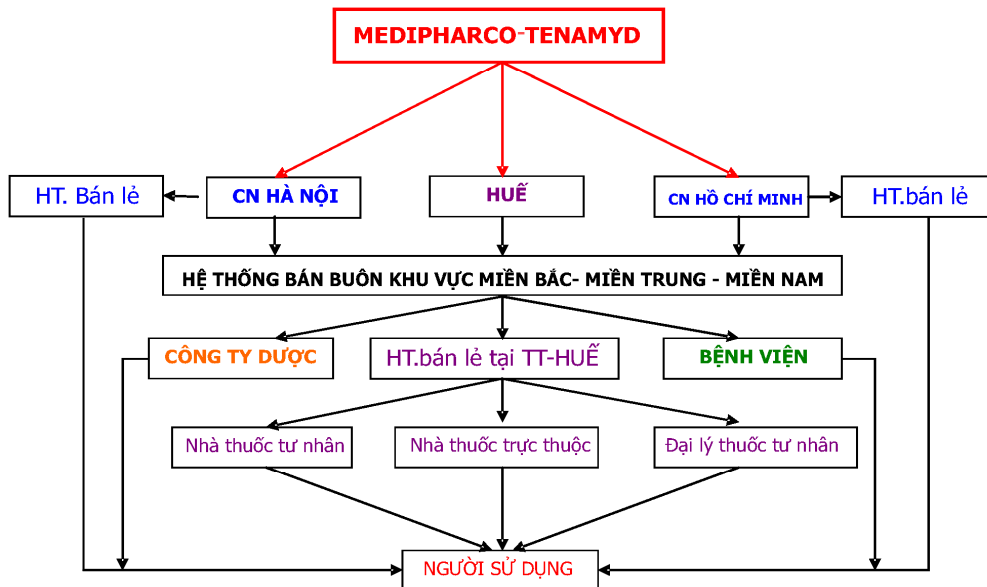 MEDIPHARCO-TENAMYD
HT. Bán lẻ
CN HÀ NỘI
HUẾ
CN HỒ CHÍ MINH
HT.bán lẻ
HỆ THỐNG BÁN BUÔN KHU VỰC MIỀN BẮC- MIỀN TRUNG - MIỀN NAM
CÔNG TY DƯỢC
HT.bán lẻ tại TT-HUẾ
BỆNH VIỆN
Nhà thuốc tư nhân
Nhà thuốc trực thuộc
Đại lý thuốc tư nhân
NGƯỜI SỬ DỤNG